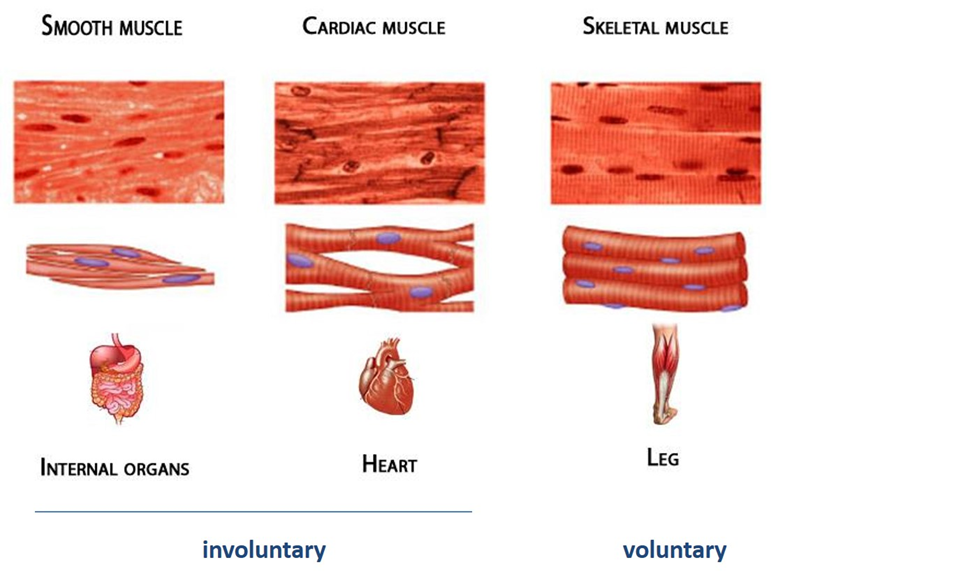 SMOOTH MUSCLE
CARDIAC MUSCLE
SKELETAL MUSCLE
INTERNAL ORGANS
HEART
LEG
involuntary
voluntary